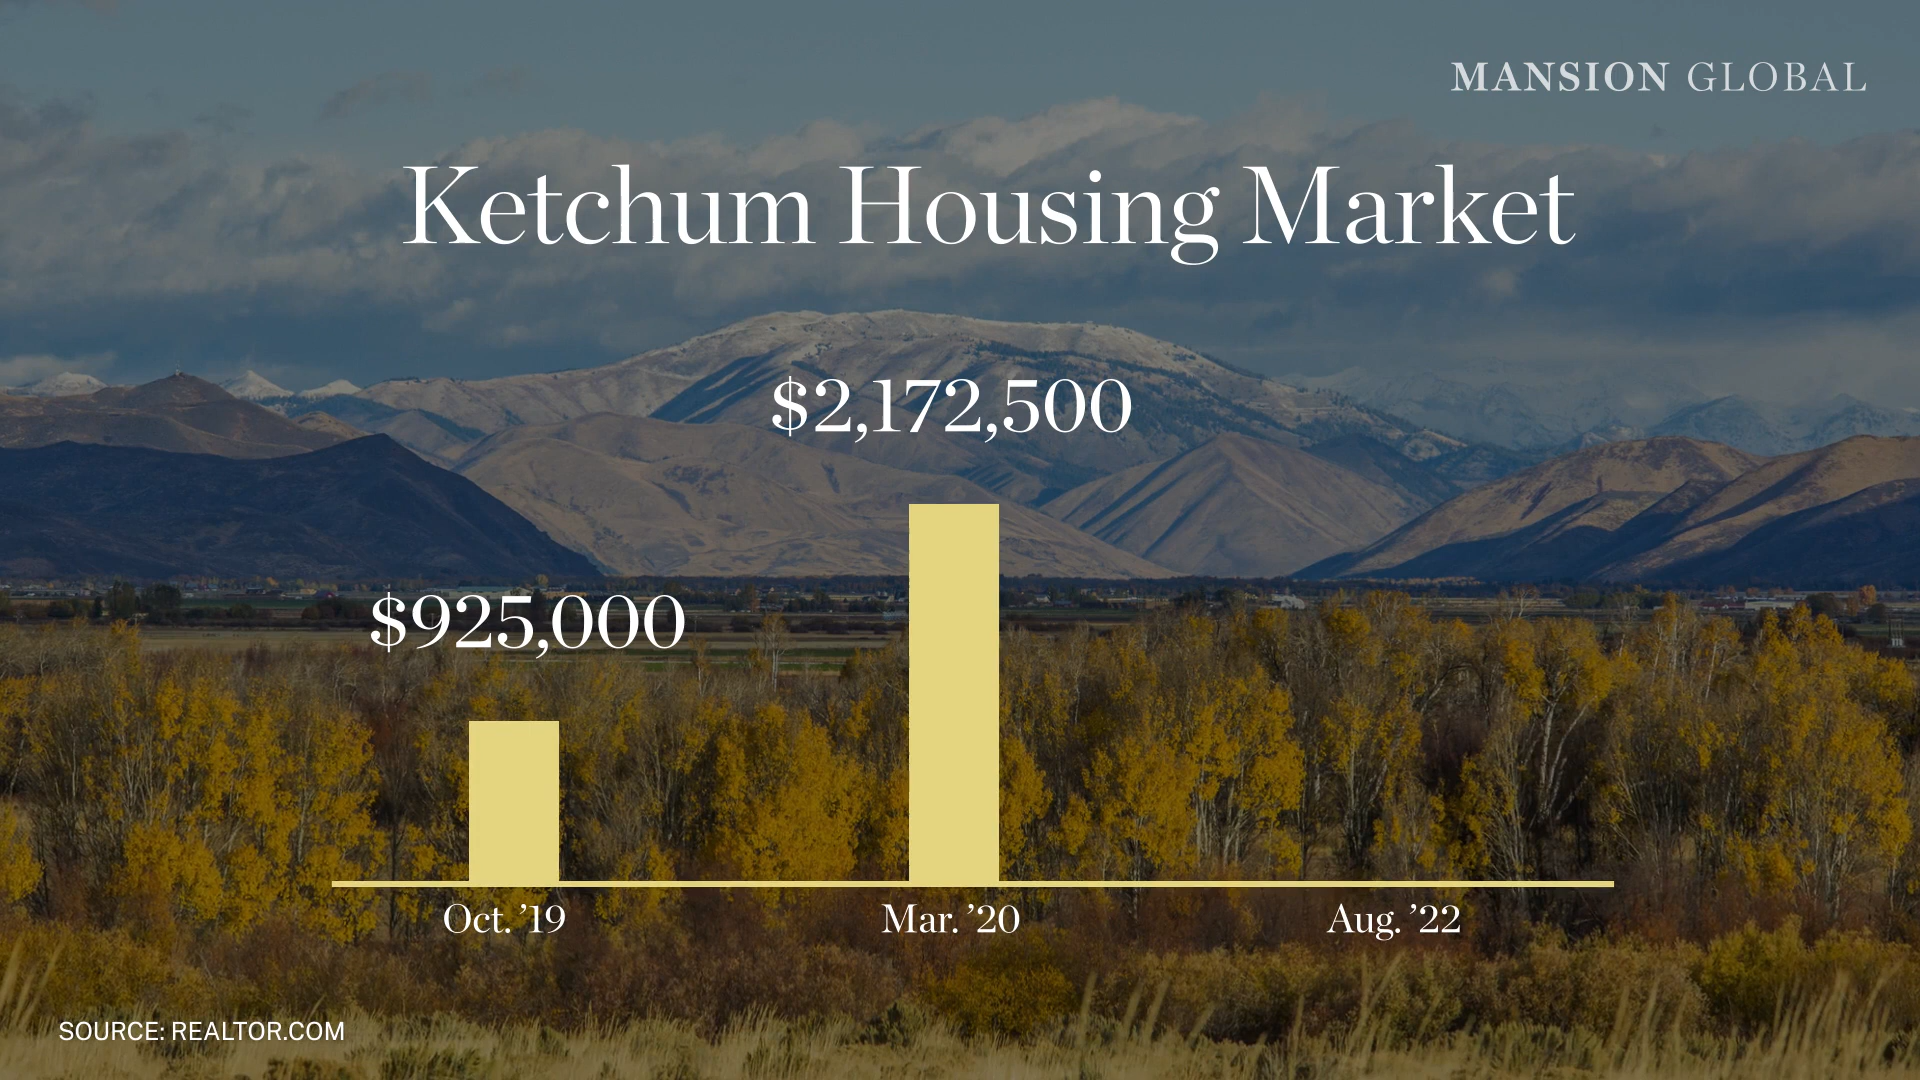 MANSION GLOBAL
Ketchum Housing Market
$2,172,500
$925,000
Oct. ’19
Mar. ’20
Aug. ’22
SOURCE: REALTOR.COM